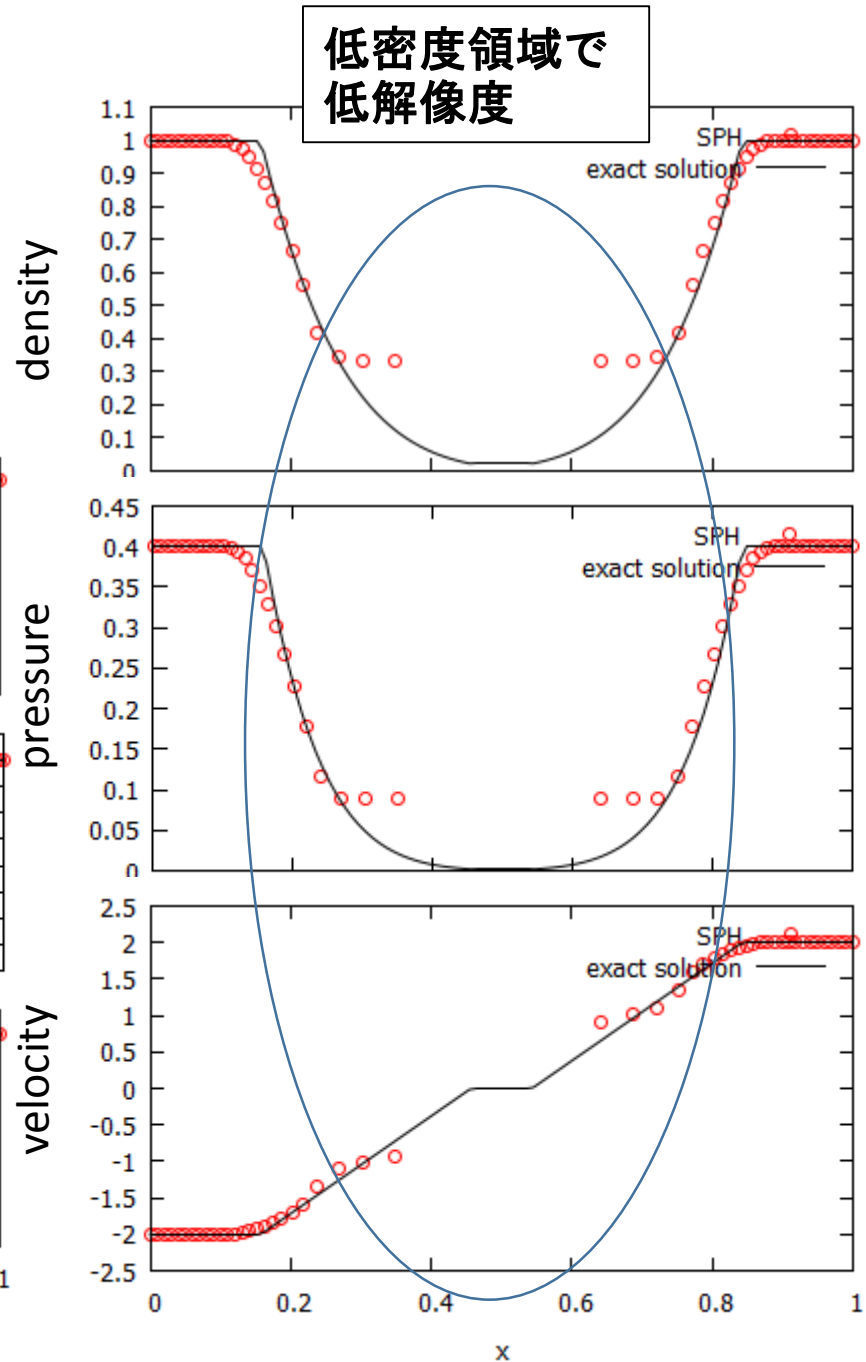 低密度領域で
低解像度
density
1.1
1
0.9
0.8
0.7
0.6
0.5
0.4
0.3
0.2
0.1
0
SPH
exact solution
pressure
0.45
0.4
0.35
0.3
0.25
0.2
0.15
0.1
0.05
0
SPH
exact solution
velocity
2.5
2
1.5
1
0.5
0
-0.5
-1
-1.5
-2
-2.5
SPH
exact solution
1
0 0.2 0.4 0.6 0.8 1
x